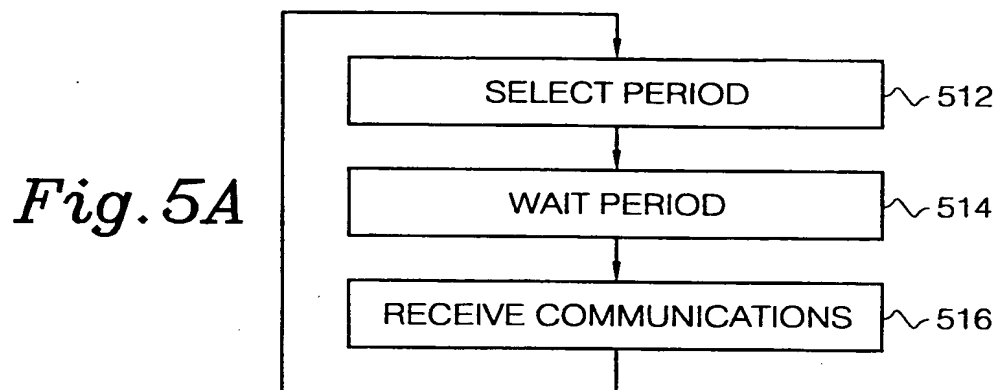 SELECT PERIOD 512
Fig. 5A
WAIT PERIOD 514
RECEIVE COMMUNICATIONS 516